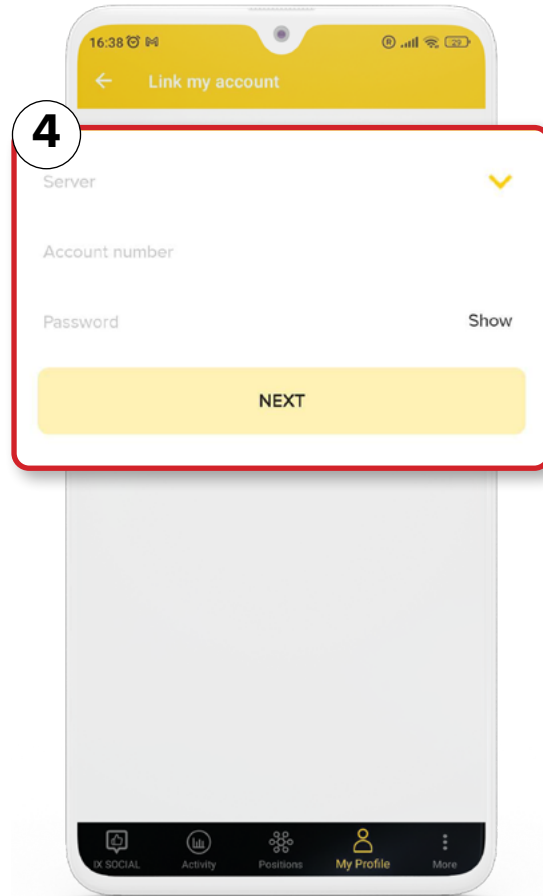 16:38
29
Link my account
4
Server
Account number
Password Show
NEXT
IX SOCIAL Activity Positions My Profile More